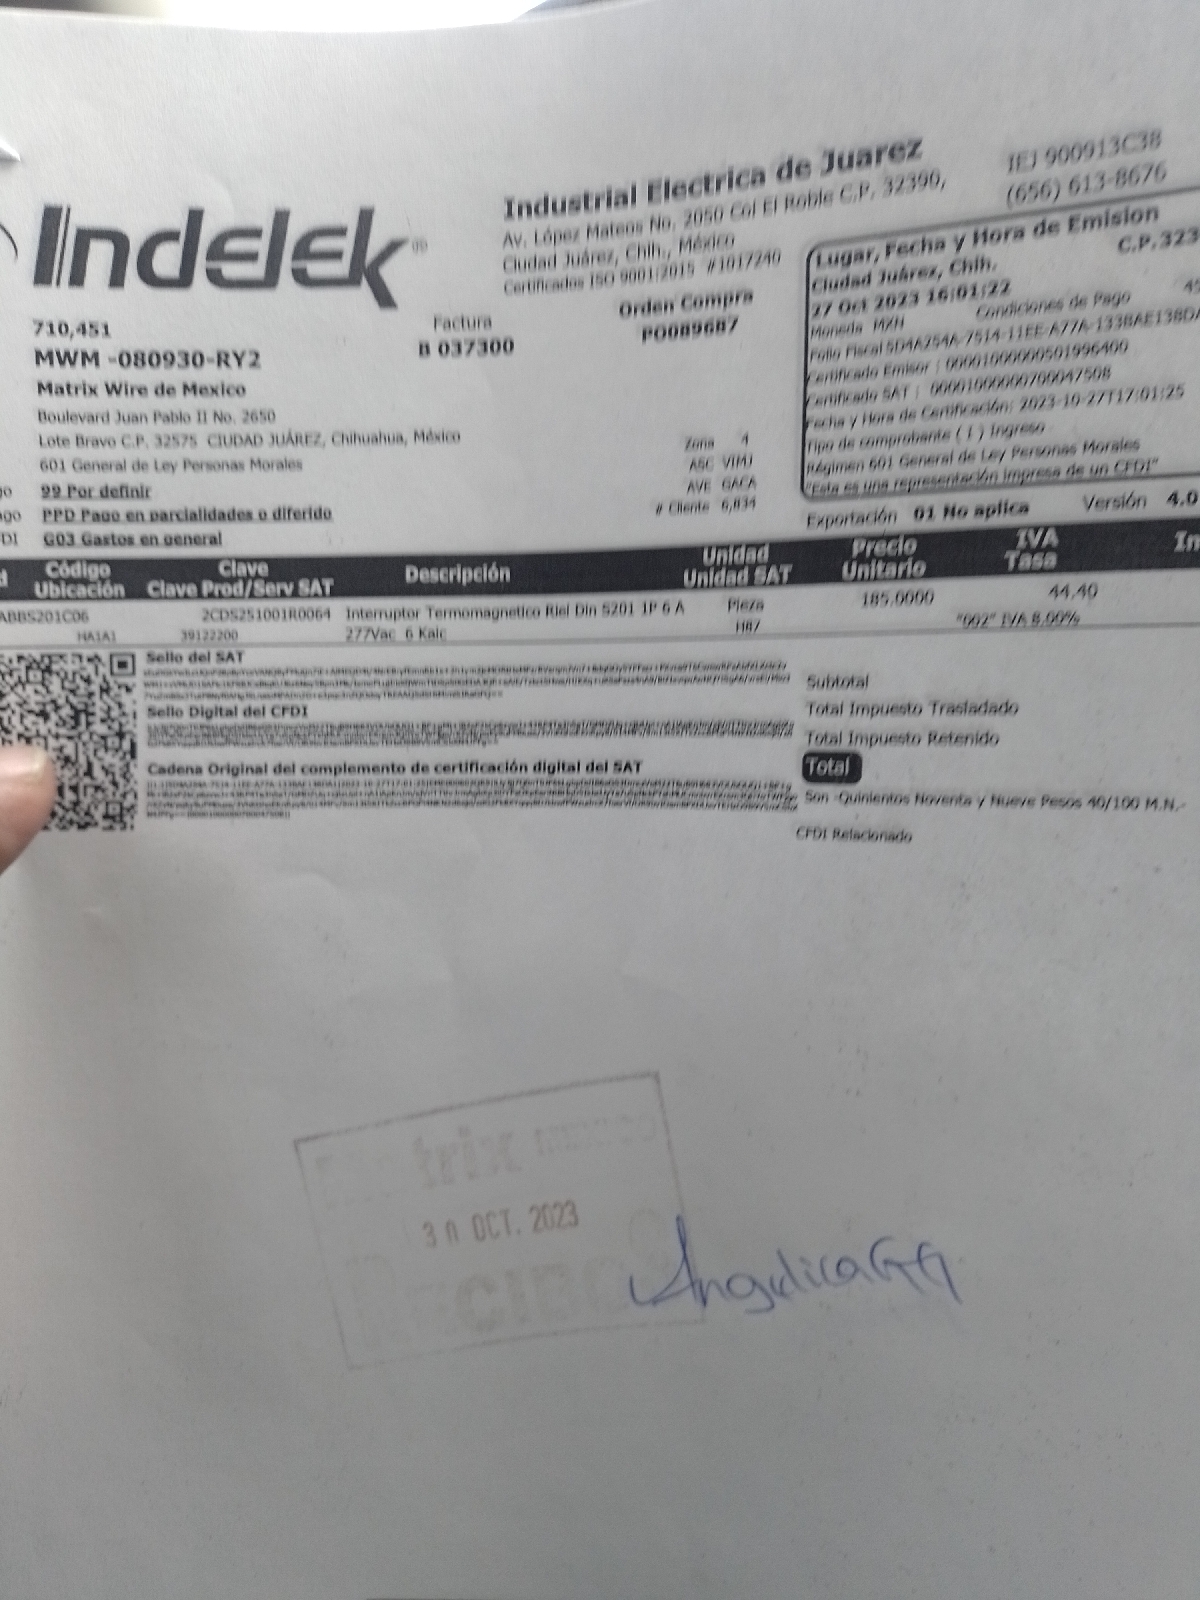 Indelek
Industrial Electrica de Juarez
Av. López Mateos No. 2050 Col El Roble C.P. 32390,
Ciudad Juárez, Chih., México
Certificados ISO 9001:2015 #1017240
IEJ 900913C38
(656) 613-8676
Lugar, Fecha y Hora de Emision
C.P.323
Ciudad Juárez, Chih.
27 Oct 2023 16:01:22
Moneda MXN Condiciones de Pago 45
Folio Fiscal 5D4A254A-7514-11EE-A77A-1338AE138DA
Certificado Emisor : 00001000000501996400
Certificado SAT : 00001000000700047508
Fecha y Hora de Certificación: 2023-10-27T17:01:25
Tipo de comprobante ( I ) Ingreso
Régimen 601 General de Ley Personas Morales
"Esta es una representación impresa de un CFDI"
710,451
Factura
B 037300
Orden Compra
PO089687
MWM -080930-RY2
Matrix Wire de Mexico
Boulevard Juan Pablo II No. 2650
Lote Bravo C.P. 32575 CIUDAD JUÁREZ, Chihuahua, México
601 General de Ley Personas Morales
go 99 Por definir
ago PPD Pago en parcialidades o diferido
FDI G03 Gastos en general
Zona 4
ASC VIMJ
AVE GACA
# Cliente 6,834
Exportación 01 No aplica Versión 4.0
d Código Clave Descripción Unidad Precio IVA Im
Ubicación Clave Prod/Serv SAT Unidad SAT Unitario Tasa
ABBS201C06 2CDS251001R0064 Interruptor Termomagnetico Riel Din S201 1P 6 A Pieza 185.0000 44.40
HA1A1 39122200 277Vac 6 Kaic H87 "002" IVA 8.00%
Sello del SAT
Sello Digital del CFDI
Cadena Original del complemento de certificación digital del SAT
Subtotal
Total Impuesto Trasladado
Total Impuesto Retenido
Total
Son -Quinientos Noventa y Nueve Pesos 40/100 M.N.-
CFDI Relacionado
trix
30 OCT. 2023
AngelicaGG